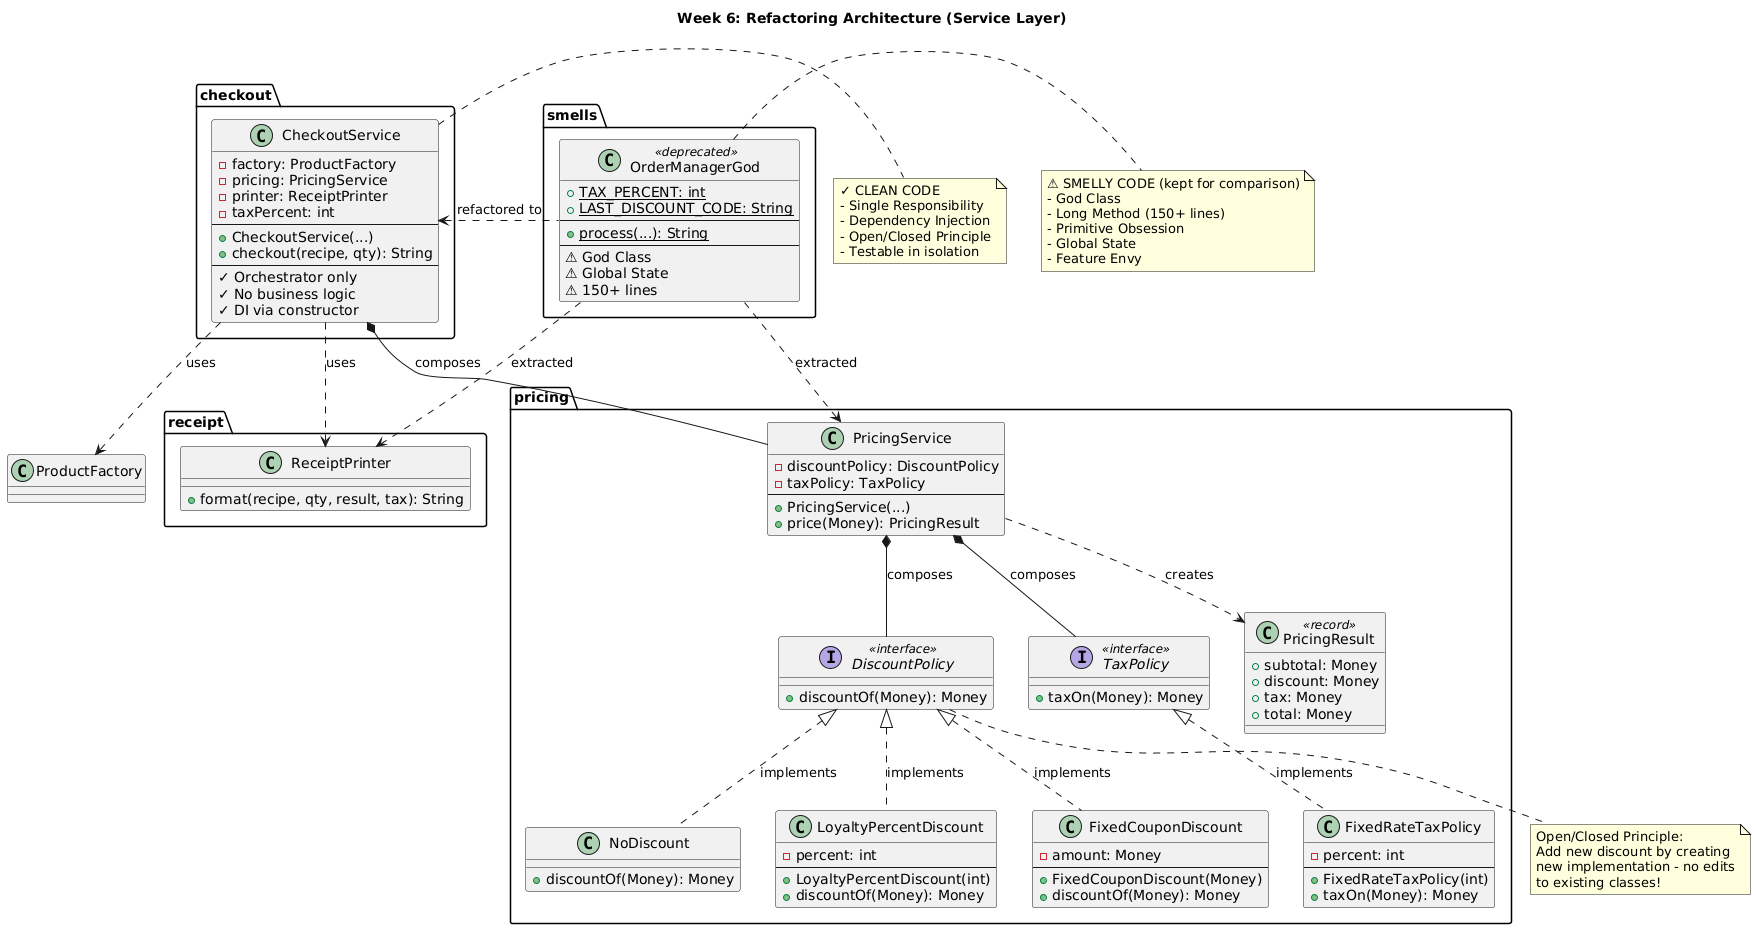 Week 6: Refactoring Architecture (Service Layer)
checkout
C CheckoutService
factory: ProductFactory
pricing: PricingService
printer: ReceiptPrinter
taxPercent: int
CheckoutService(...)
checkout(recipe, qty): String
✓ Orchestrator only
✓ No business logic
✓ DI via constructor
refactored to
smells
«deprecated»
C OrderManagerGod
TAX_PERCENT: int
LAST_DISCOUNT_CODE: String
process(...): String
⚠ God Class
⚠ Global State
⚠ 150+ lines
✓ CLEAN CODE
- Single Responsibility
- Dependency Injection
- Open/Closed Principle
- Testable in isolation
⚠ SMELLY CODE (kept for comparison)
- God Class
- Long Method (150+ lines)
- Primitive Obsession
- Global State
- Feature Envy
uses
uses
composes
extracted
extracted
C ProductFactory
receipt
C ReceiptPrinter
format(recipe, qty, result, tax): String
pricing
C PricingService
discountPolicy: DiscountPolicy
taxPolicy: TaxPolicy
PricingService(...)
price(Money): PricingResult
composes
composes
creates
«interface»
I DiscountPolicy
discountOf(Money): Money
«interface»
I TaxPolicy
taxOn(Money): Money
«record»
C PricingResult
subtotal: Money
discount: Money
tax: Money
total: Money
implements
implements
implements
implements
C NoDiscount
discountOf(Money): Money
C LoyaltyPercentDiscount
percent: int
LoyaltyPercentDiscount(int)
discountOf(Money): Money
C FixedCouponDiscount
amount: Money
FixedCouponDiscount(Money)
discountOf(Money): Money
C FixedRateTaxPolicy
percent: int
FixedRateTaxPolicy(int)
taxOn(Money): Money
Open/Closed Principle:
Add new discount by creating
new implementation - no edits
to existing classes!